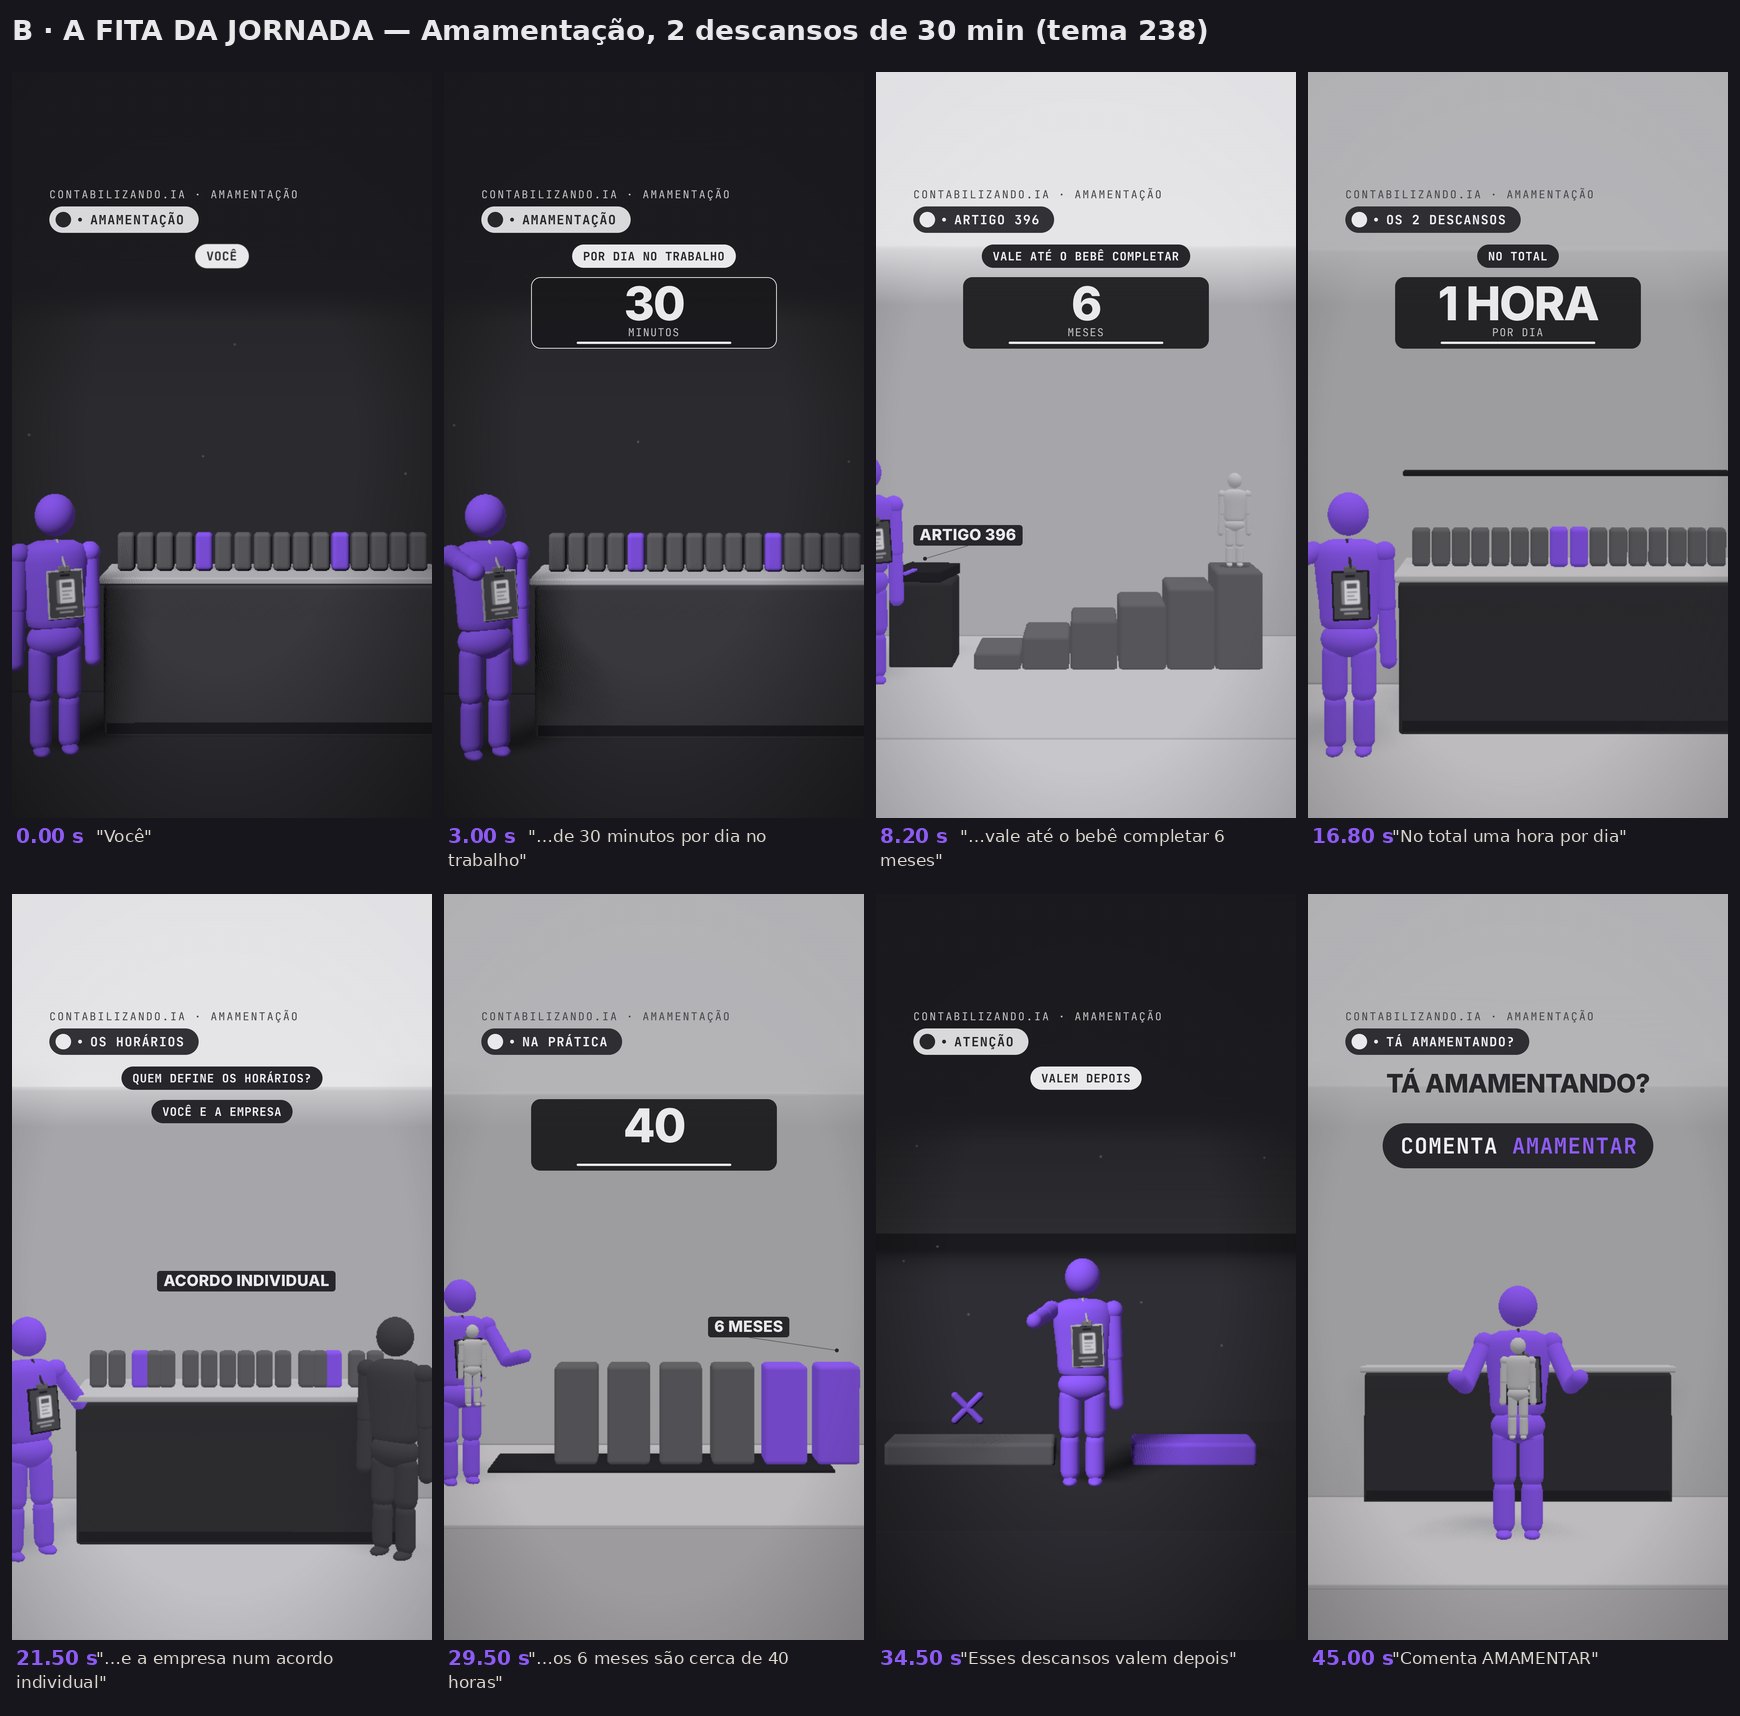 B · A FITA DA JORNADA — Amamentação, 2 descansos de 30 min (tema 238)
CONTABILIZANDO.IA · AMAMENTAÇÃO
• AMAMENTAÇÃO
VOCÊ
0.00 s "Você"
CONTABILIZANDO.IA · AMAMENTAÇÃO
• AMAMENTAÇÃO
POR DIA NO TRABALHO
30
MINUTOS
3.00 s "...de 30 minutos por dia no
trabalho"
CONTABILIZANDO.IA · AMAMENTAÇÃO
• ARTIGO 396
VALE ATÉ O BEBÊ COMPLETAR
6
MESES
ARTIGO 396
8.20 s "...vale até o bebê completar 6
meses"
CONTABILIZANDO.IA · AMAMENTAÇÃO
• OS 2 DESCANSOS
NO TOTAL
1 HORA
POR DIA
16.80 s "No total uma hora por dia"
CONTABILIZANDO.IA · AMAMENTAÇÃO
• OS HORÁRIOS
QUEM DEFINE OS HORÁRIOS?
VOCÊ E A EMPRESA
ACORDO INDIVIDUAL
21.50 s "...e a empresa num acordo
individual"
CONTABILIZANDO.IA · AMAMENTAÇÃO
• NA PRÁTICA
40
6 MESES
29.50 s "...os 6 meses são cerca de 40
horas"
CONTABILIZANDO.IA · AMAMENTAÇÃO
• ATENÇÃO
VALEM DEPOIS
34.50 s "Esses descansos valem depois"
CONTABILIZANDO.IA · AMAMENTAÇÃO
• TÁ AMAMENTANDO?
TÁ AMAMENTANDO?
COMENTA AMAMENTAR
45.00 s "Comenta AMAMENTAR"